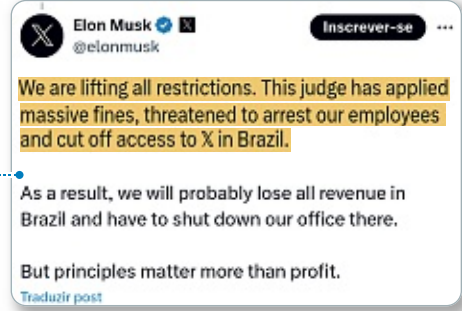 Elon Musk
@elonmusk
Inscrever-se
We are lifting all restrictions. This judge has applied
massive fines, threatened to arrest our employees
and cut off access to 𝕏 in Brazil.
As a result, we will probably lose all revenue in
Brazil and have to shut down our office there.
But principles matter more than profit.
Traduzir post